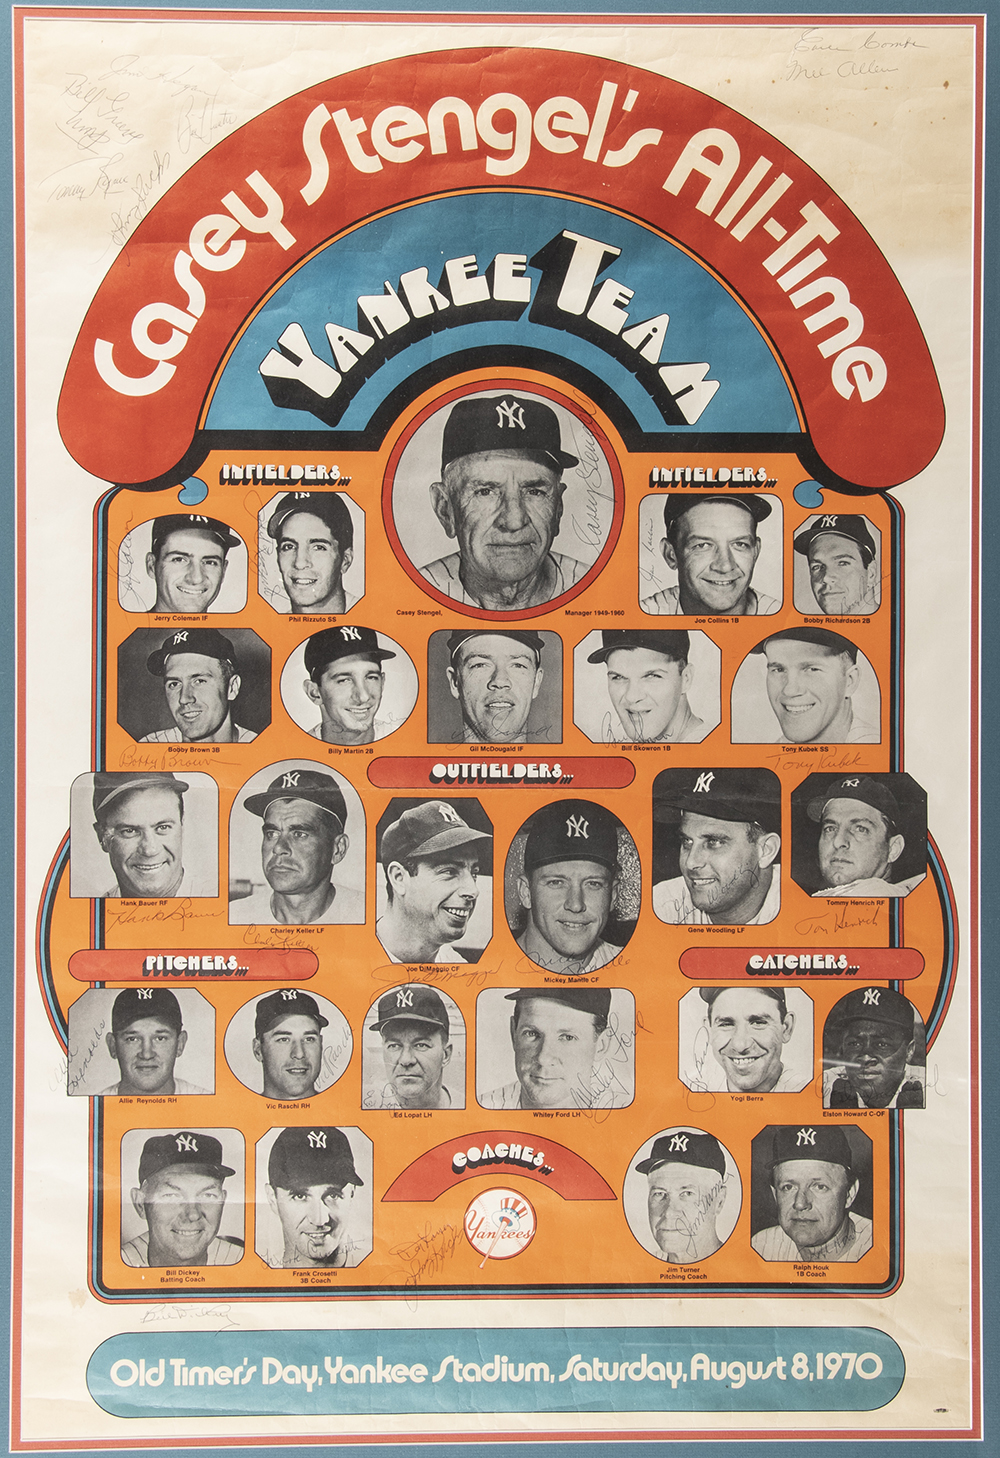 Earle Combs
Mel Allen
Casey Stengel's All-Time
YANKEE TEAM
INFIELDERS...
INFIELDERS...
Casey Stengel
Jerry Coleman IF
Phil Rizzuto SS
Casey Stengel,
Manager 1949-1960
Joe Collins 1B
Bobby Richardson 2B
Bobby Brown 3B
Billy Martin 2B
Gil McDougald IF
Bill Skowron 1B
Tony Kubek SS
Bobby Brown
Tony Kubek
OUTFIELDERS...
Hank Bauer RF
Charley Keller LF
Joe DiMaggio CF
Mickey Mantle CF
Gene Woodling LF
Tommy Henrich RF
Hank Bauer
Tom Henrich
PITCHERS...
CATCHERS...
Allie Reynolds RH
Vic Raschi RH
Ed Lopat LH
Whitey Ford LH
Yogi Berra
Elston Howard C-OF
Whitey Ford
COACHES...
Yankees
Bill Dickey
Batting Coach
Frank Crosetti
3B Coach
Jim Turner
Pitching Coach
Ralph Houk
1B Coach
Bill Dickey
Old Timer's Day, Yankee Stadium, Saturday, August 8, 1970